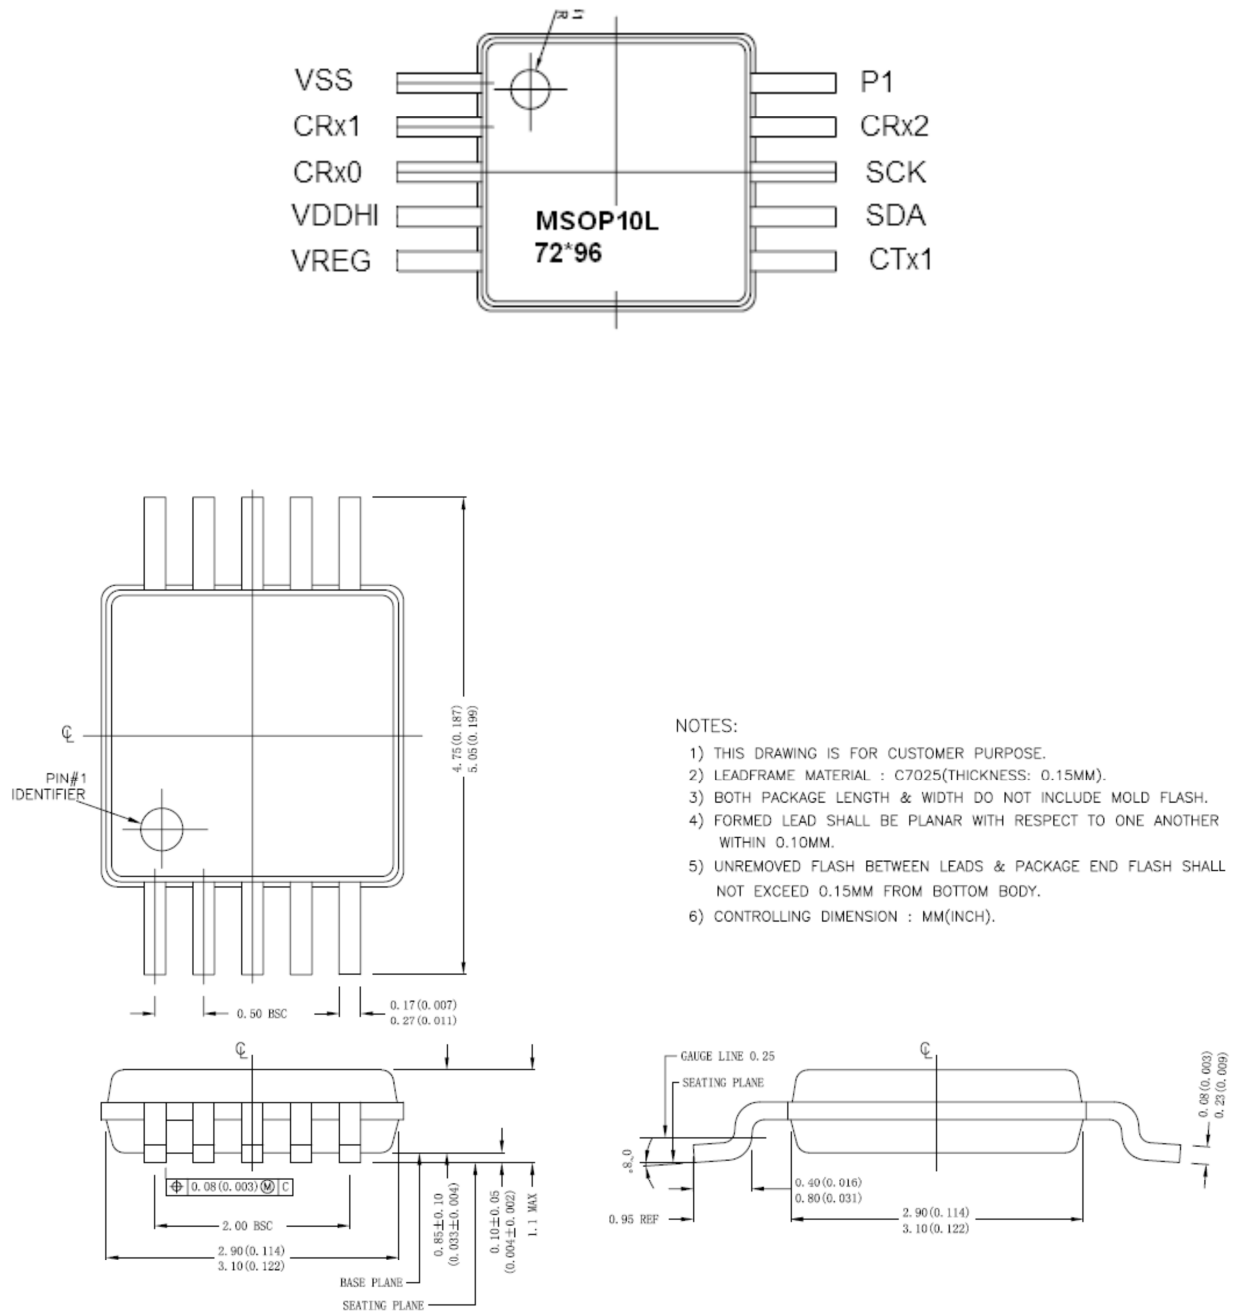 VSS
CRx1
CRx0
VDDHI
VREG
P1
CRx2
SCK
SDA
CTx1
MSOP10L
72*96
4.75(0.187)
5.05(0.199)
PIN#1
IDENTIFIER
0.50 BSC
0.17(0.007)
0.27(0.011)
NOTES:
1) THIS DRAWING IS FOR CUSTOMER PURPOSE.
2) LEADFRAME MATERIAL : C7025(THICKNESS: 0.15MM).
3) BOTH PACKAGE LENGTH & WIDTH DO NOT INCLUDE MOLD FLASH.
4) FORMED LEAD SHALL BE PLANAR WITH RESPECT TO ONE ANOTHER
WITHIN 0.10MM.
5) UNREMOVED FLASH BETWEEN LEADS & PACKAGE END FLASH SHALL
NOT EXCEED 0.15MM FROM BOTTOM BODY.
6) CONTROLLING DIMENSION : MM(INCH).
0.08(0.003) Ⓜ C
2.00 BSC
2.90(0.114)
3.10(0.122)
0.85±0.10
(0.033±0.004)
0.10±0.05
(0.004±0.002)
1.1 MAX
BASE PLANE
SEATING PLANE
GAUGE LINE 0.25
SEATING PLANE
0.95 REF
0.40(0.016)
0.80(0.031)
2.90(0.114)
3.10(0.122)
0.08(0.003)
0.23(0.009)